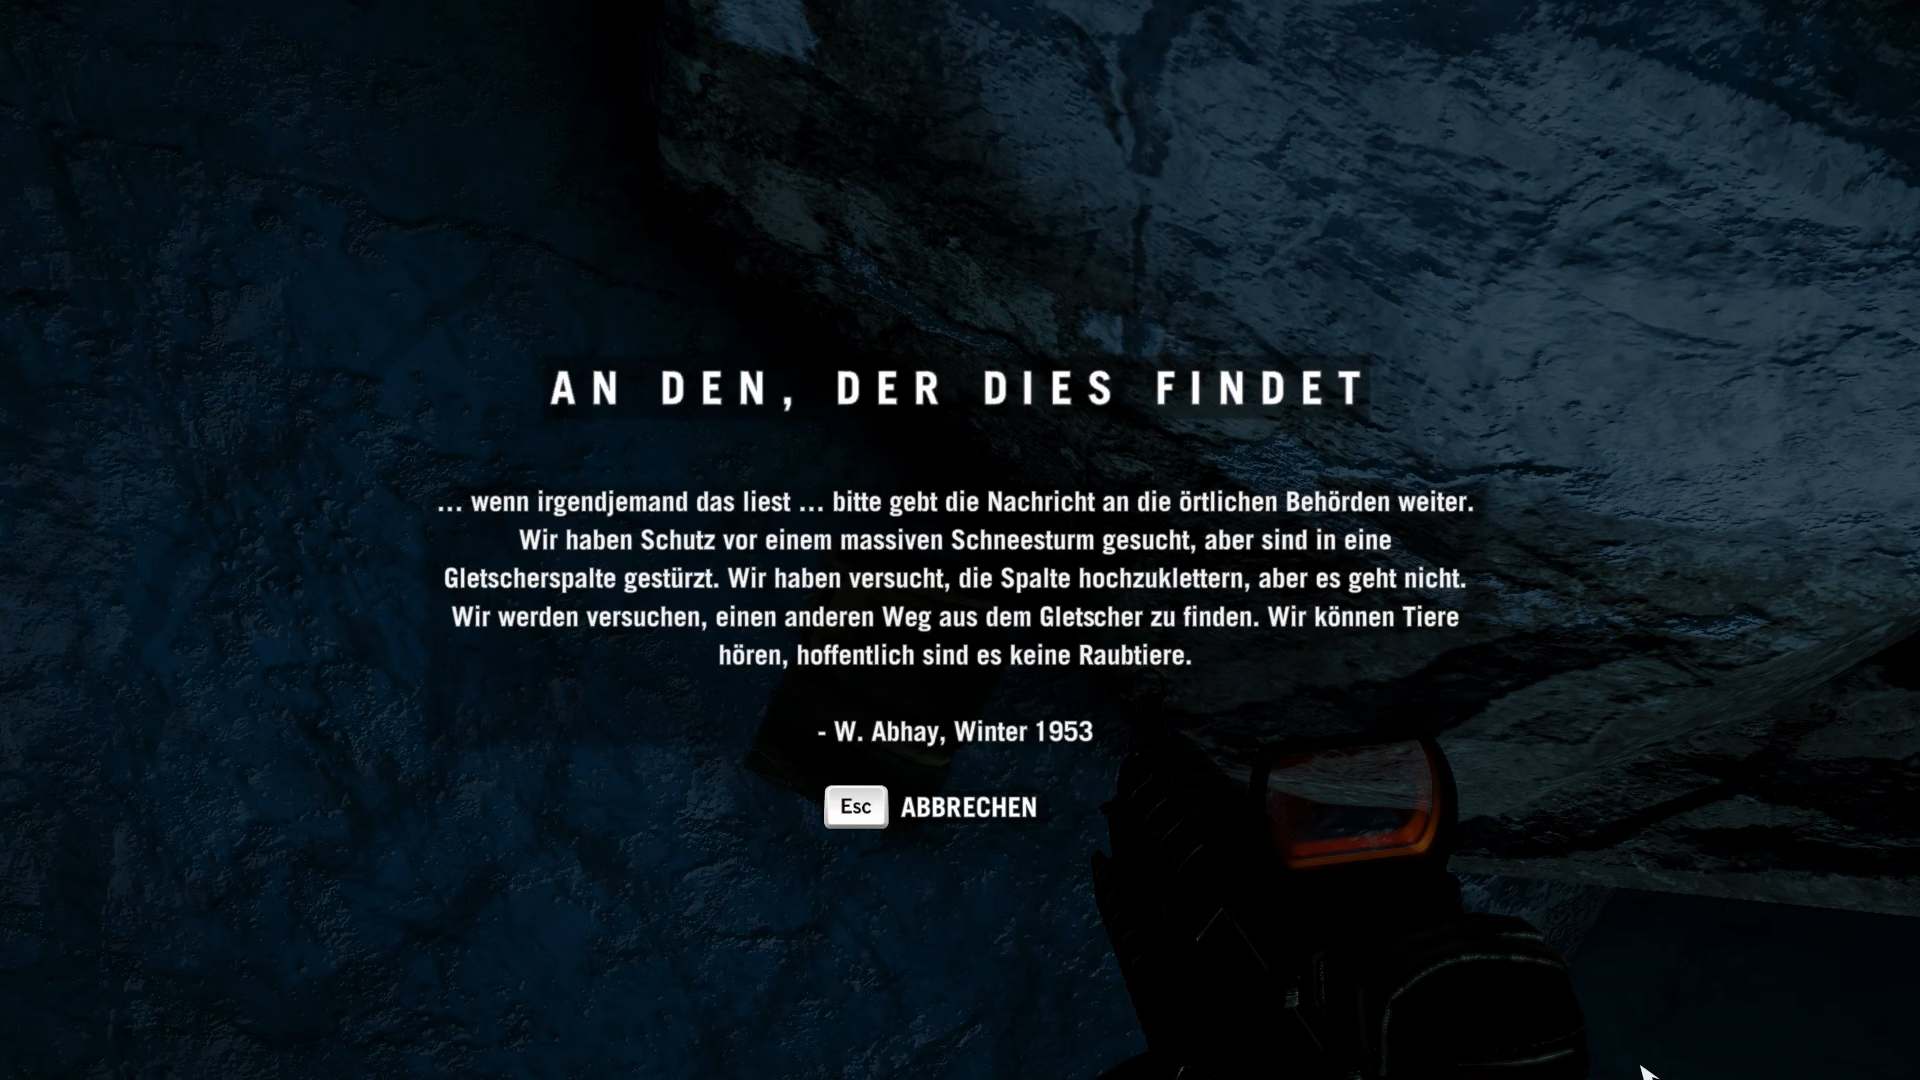 AN DEN, DER DIES FINDET
... wenn irgendjemand das liest ... bitte gebt die Nachricht an die örtlichen Behörden weiter.
Wir haben Schutz vor einem massiven Schneesturm gesucht, aber sind in eine
Gletscherspalte gestürzt. Wir haben versucht, die Spalte hochzuklettern, aber es geht nicht.
Wir werden versuchen, einen anderen Weg aus dem Gletscher zu finden. Wir können Tiere
hören, hoffentlich sind es keine Raubtiere.
- W. Abhay, Winter 1953
Esc ABBRECHEN